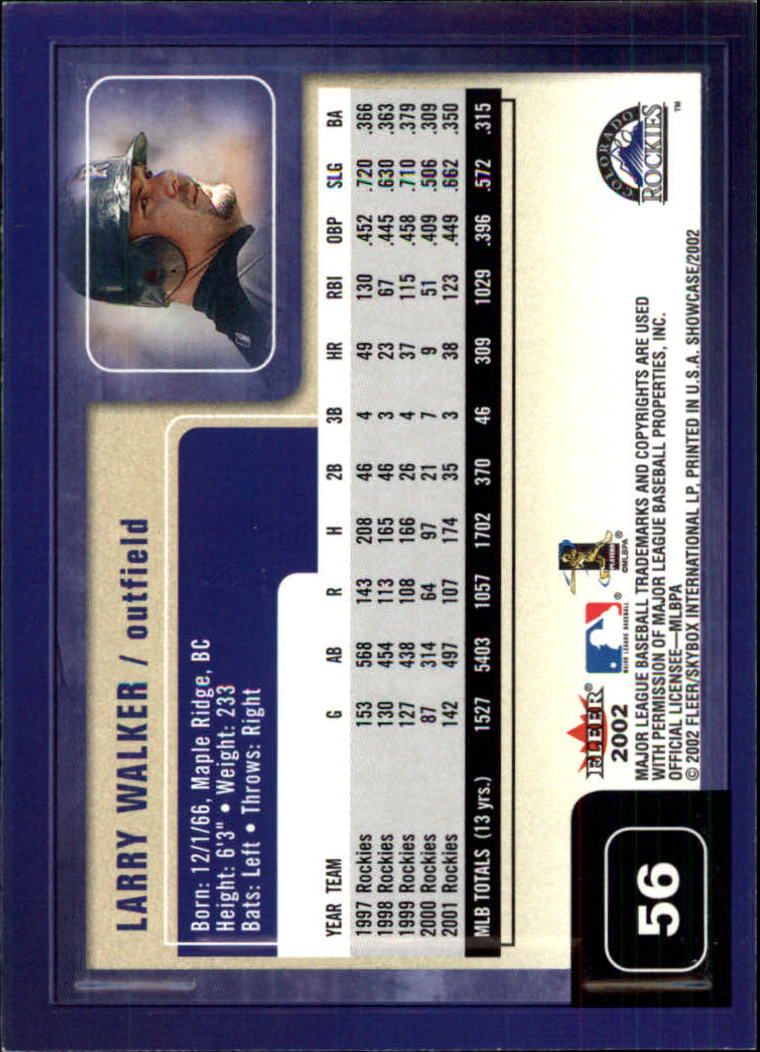 LARRY WALKER / outfield
Born: 12/1/66, Maple Ridge, BC
Height: 6'3" • Weight: 233
Bats: Left • Throws: Right
YEAR TEAM G AB R H 2B 3B HR RBI OBP SLG BA
1997 Rockies 153 568 143 208 46 4 49 130 .452 .720 .366
1998 Rockies 130 454 113 165 46 3 23 67 .445 .630 .363
1999 Rockies 127 438 108 166 26 4 37 115 .458 .710 .379
2000 Rockies 87 314 64 97 21 7 9 51 .409 .506 .309
2001 Rockies 142 497 107 174 35 3 38 123 .449 .662 .350
MLB TOTALS (13 yrs.) 1527 5403 1057 1702 370 46 309 1029 .396 .572 .315
56
FLEER®
2002
MAJOR LEAGUE BASEBALL ®
©MLBPA ®
COLORADO
ROCKIES
™
MAJOR LEAGUE BASEBALL TRADEMARKS AND COPYRIGHTS ARE USED
WITH PERMISSION OF MAJOR LEAGUE BASEBALL PROPERTIES, INC.
OFFICIAL LICENSEE—MLBPA
© 2002 FLEER/SKYBOX INTERNATIONAL LP, PRINTED IN U.S.A. SHOWCASE/2002